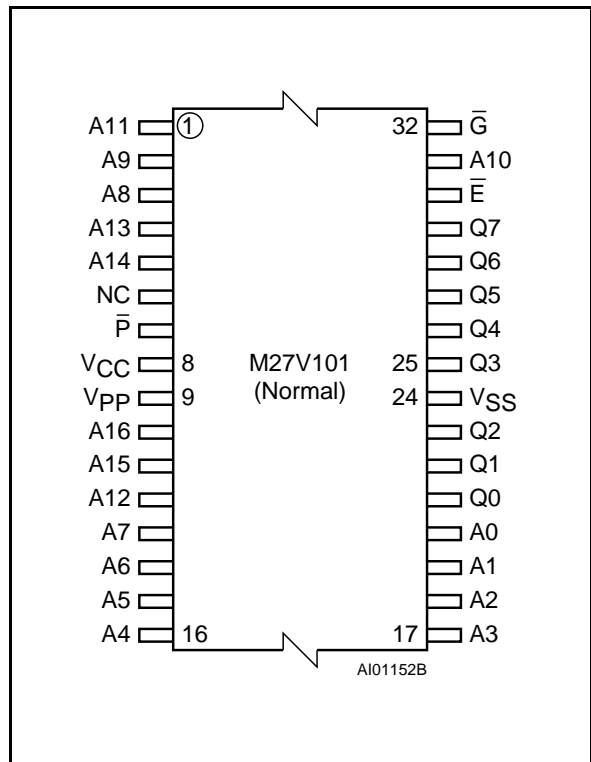 A11 1 32 G̅
A9 A10
A8 E̅
A13 Q7
A14 Q6
NC Q5
P̅ Q4
VCC 8 M27V101 25 Q3
VPP 9 (Normal) 24 VSS
A16 Q2
A15 Q1
A12 Q0
A7 A0
A6 A1
A5 A2
A4 16 17 A3
AI01152B